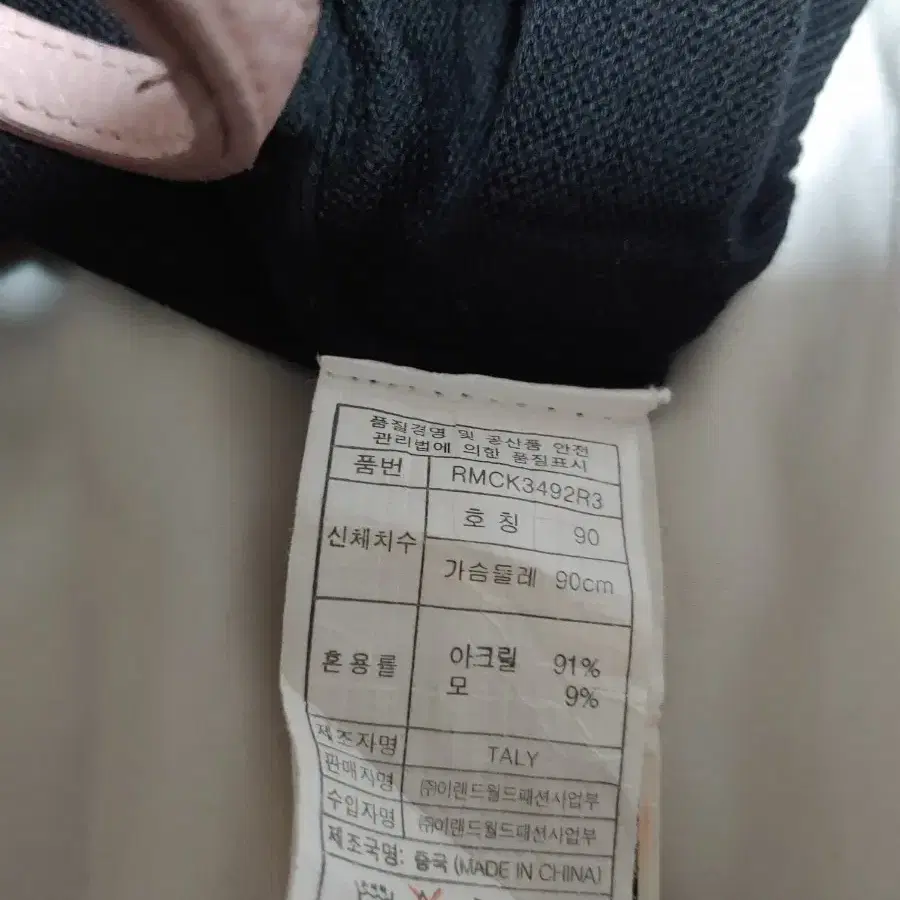 품질경영 및 공산품 안전
관리법에 의한 품질표시
품번 RMCK3492R3
신체치수 호칭 90
가슴둘레 90cm
혼용률 아크릴 91%
모 9%
제조자명 TALY
판매자명 ㈜이랜드월드패션사업부
수입자명 ㈜이랜드월드패션사업부
제조국명: 중국 (MADE IN CHINA)